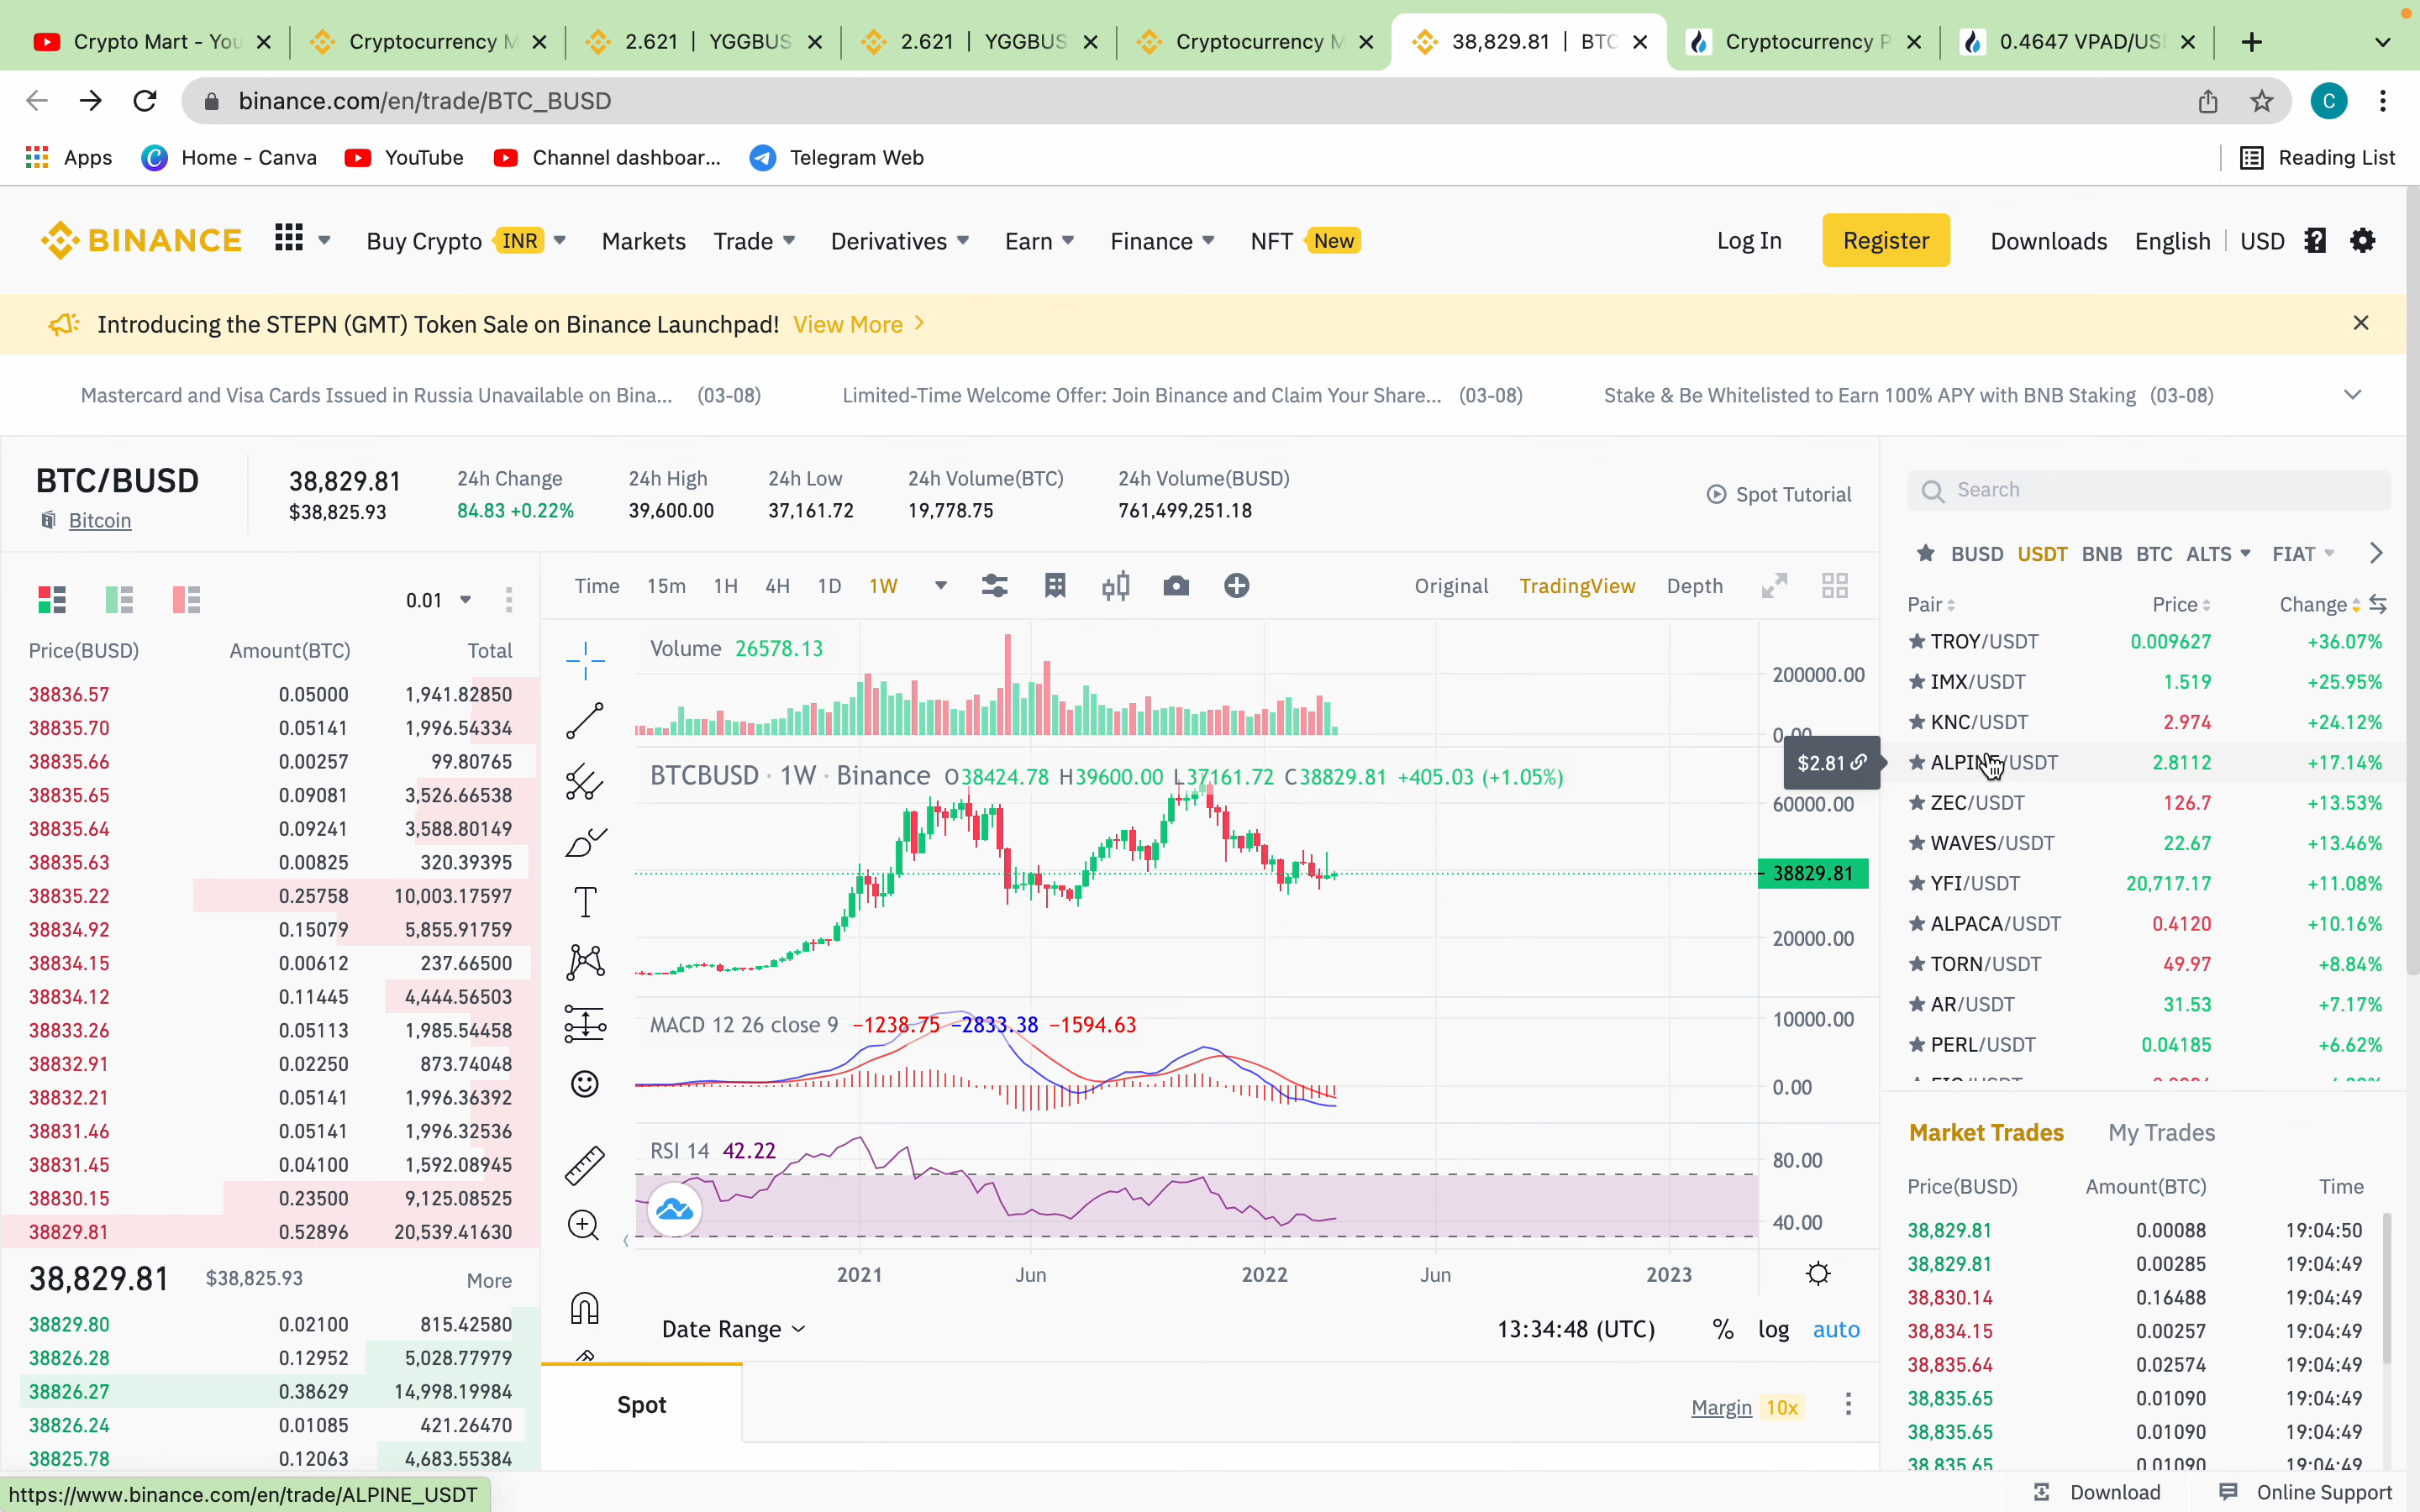 Crypto Mart - You
Cryptocurrency M
2.621 | YGGBUS
2.621 | YGGBUS
Cryptocurrency M
38,829.81 | BTC
Cryptocurrency P
0.4647 VPAD/US
binance.com/en/trade/BTC_BUSD
C
Apps
Home - Canva
YouTube
Channel dashboar...
Telegram Web
Reading List
BINANCE
Buy Crypto INR
Markets
Trade
Derivatives
Earn
Finance
NFT New
Log In
Register
Downloads
English
USD
Introducing the STEPN (GMT) Token Sale on Binance Launchpad! View More
Mastercard and Visa Cards Issued in Russia Unavailable on Bina... (03-08)
Limited-Time Welcome Offer: Join Binance and Claim Your Share... (03-08)
Stake & Be Whitelisted to Earn 100% APY with BNB Staking (03-08)
BTC/BUSD
Bitcoin
38,829.81
$38,825.93
24h Change
84.83 +0.22%
24h High
39,600.00
24h Low
37,161.72
24h Volume(BTC)
19,778.75
24h Volume(BUSD)
761,499,251.18
Spot Tutorial
0.01
Price(BUSD) Amount(BTC) Total
38836.57 0.05000 1,941.82850
38835.70 0.05141 1,996.54334
38835.66 0.00257 99.80765
38835.65 0.09081 3,526.66538
38835.64 0.09241 3,588.80149
38835.63 0.00825 320.39395
38835.22 0.25758 10,003.17597
38834.92 0.15079 5,855.91759
38834.15 0.00612 237.66500
38834.12 0.11445 4,444.56503
38833.26 0.05113 1,985.54458
38832.91 0.02250 873.74048
38832.21 0.05141 1,996.36392
38831.46 0.05141 1,996.32536
38831.45 0.04100 1,592.08945
38830.15 0.23500 9,125.08525
38829.81 0.52896 20,539.41630
38,829.81 $38,825.93 More
38829.80 0.02100 815.42580
38826.28 0.12952 5,028.77979
38826.27 0.38629 14,998.19984
38826.24 0.01085 421.26470
38825.78 0.12063 4,683.55384
Time 15m 1H 4H 1D 1W
Original TradingView Depth
Volume 26578.13
200000.00
0.00
BTCBUSD · 1W · Binance O38424.78 H39600.00 L37161.72 C38829.81 +405.03 (+1.05%)
60000.00
38829.81
20000.00
MACD 12 26 close 9 −1238.75 −2833.38 −1594.63
10000.00
0.00
RSI 14 42.22
80.00
40.00
2021 Jun 2022 Jun 2023
Date Range
13:34:48 (UTC) % log auto
Spot
Margin 10x
Search
BUSD USDT BNB BTC ALTS FIAT
Pair Price Change
TROY/USDT 0.009627 +36.07%
IMX/USDT 1.519 +25.95%
KNC/USDT 2.974 +24.12%
$2.81
ALPINE/USDT 2.8112 +17.14%
ZEC/USDT 126.7 +13.53%
WAVES/USDT 22.67 +13.46%
YFI/USDT 20,717.17 +11.08%
ALPACA/USDT 0.4120 +10.16%
TORN/USDT 49.97 +8.84%
AR/USDT 31.53 +7.17%
PERL/USDT 0.04185 +6.62%
Market Trades My Trades
Price(BUSD) Amount(BTC) Time
38,829.81 0.00088 19:04:50
38,829.81 0.00285 19:04:49
38,830.14 0.16488 19:04:49
38,834.15 0.00257 19:04:49
38,835.64 0.02574 19:04:49
38,835.65 0.01090 19:04:49
38,835.65 0.01090 19:04:49
38,835.65 0.01090 19:04:49
https://www.binance.com/en/trade/ALPINE_USDT
Download
Online Support